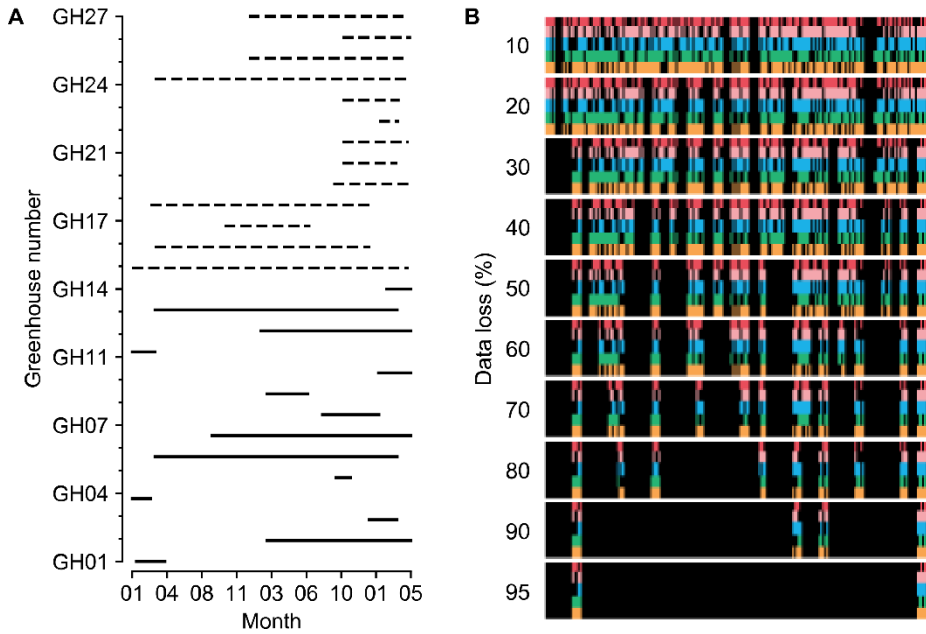 A
GH27
GH24
GH21
GH17
GH14
GH11
GH07
GH04
GH01
Greenhouse number
01 04 08 11 03 06 10 01 05
Month
B
10
20
30
40
50
60
70
80
90
95
Data loss (%)